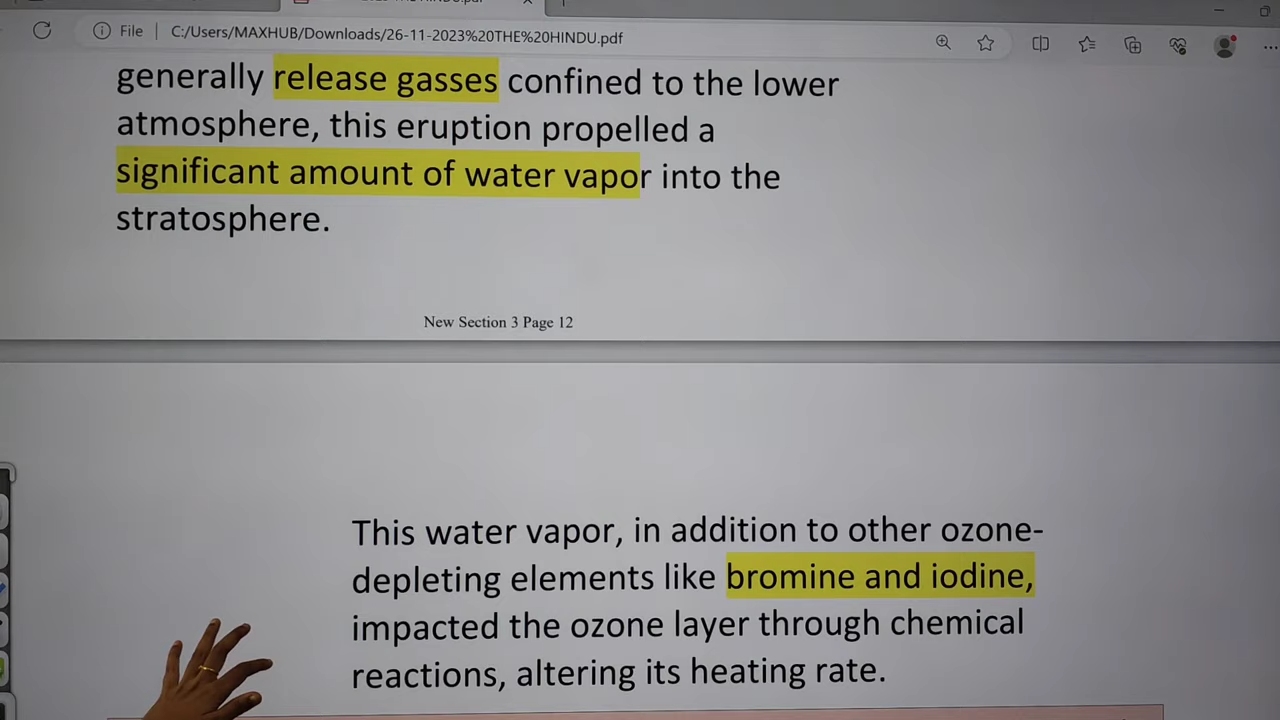 File C:/Users/MAXHUB/Downloads/26-11-2023%20THE%20HINDU.pdf
generally release gasses confined to the lower
atmosphere, this eruption propelled a
significant amount of water vapor into the
stratosphere.
New Section 3 Page 12
This water vapor, in addition to other ozone-
depleting elements like bromine and iodine,
impacted the ozone layer through chemical
reactions, altering its heating rate.